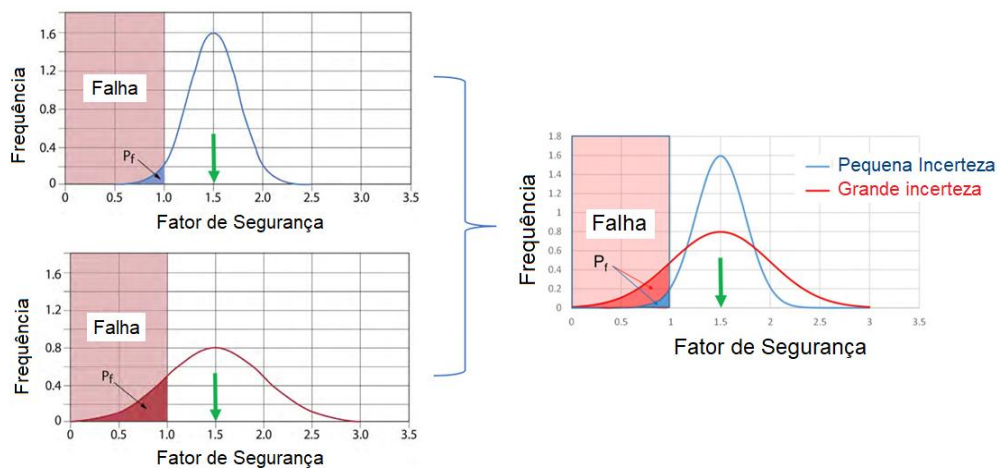 Frequência
1.6
1.2
0.8
0.4
0
Falha
Pf
0 0.5 1.0 1.5 2.0 2.5 3.0 3.5
Fator de Segurança
Frequência
1.6
1.2
0.8
0.4
0
Falha
Pf
0 0.5 1.0 1.5 2.0 2.5 3.0 3.5
Fator de Segurança
Frequência
1.8
1.6
1.4
1.2
1
0.8
0.6
0.4
0.2
0
Falha
Pf
Pequena Incerteza
Grande incerteza
0 0.5 1 1.5 2 2.5 3 3.5
Fator de Segurança